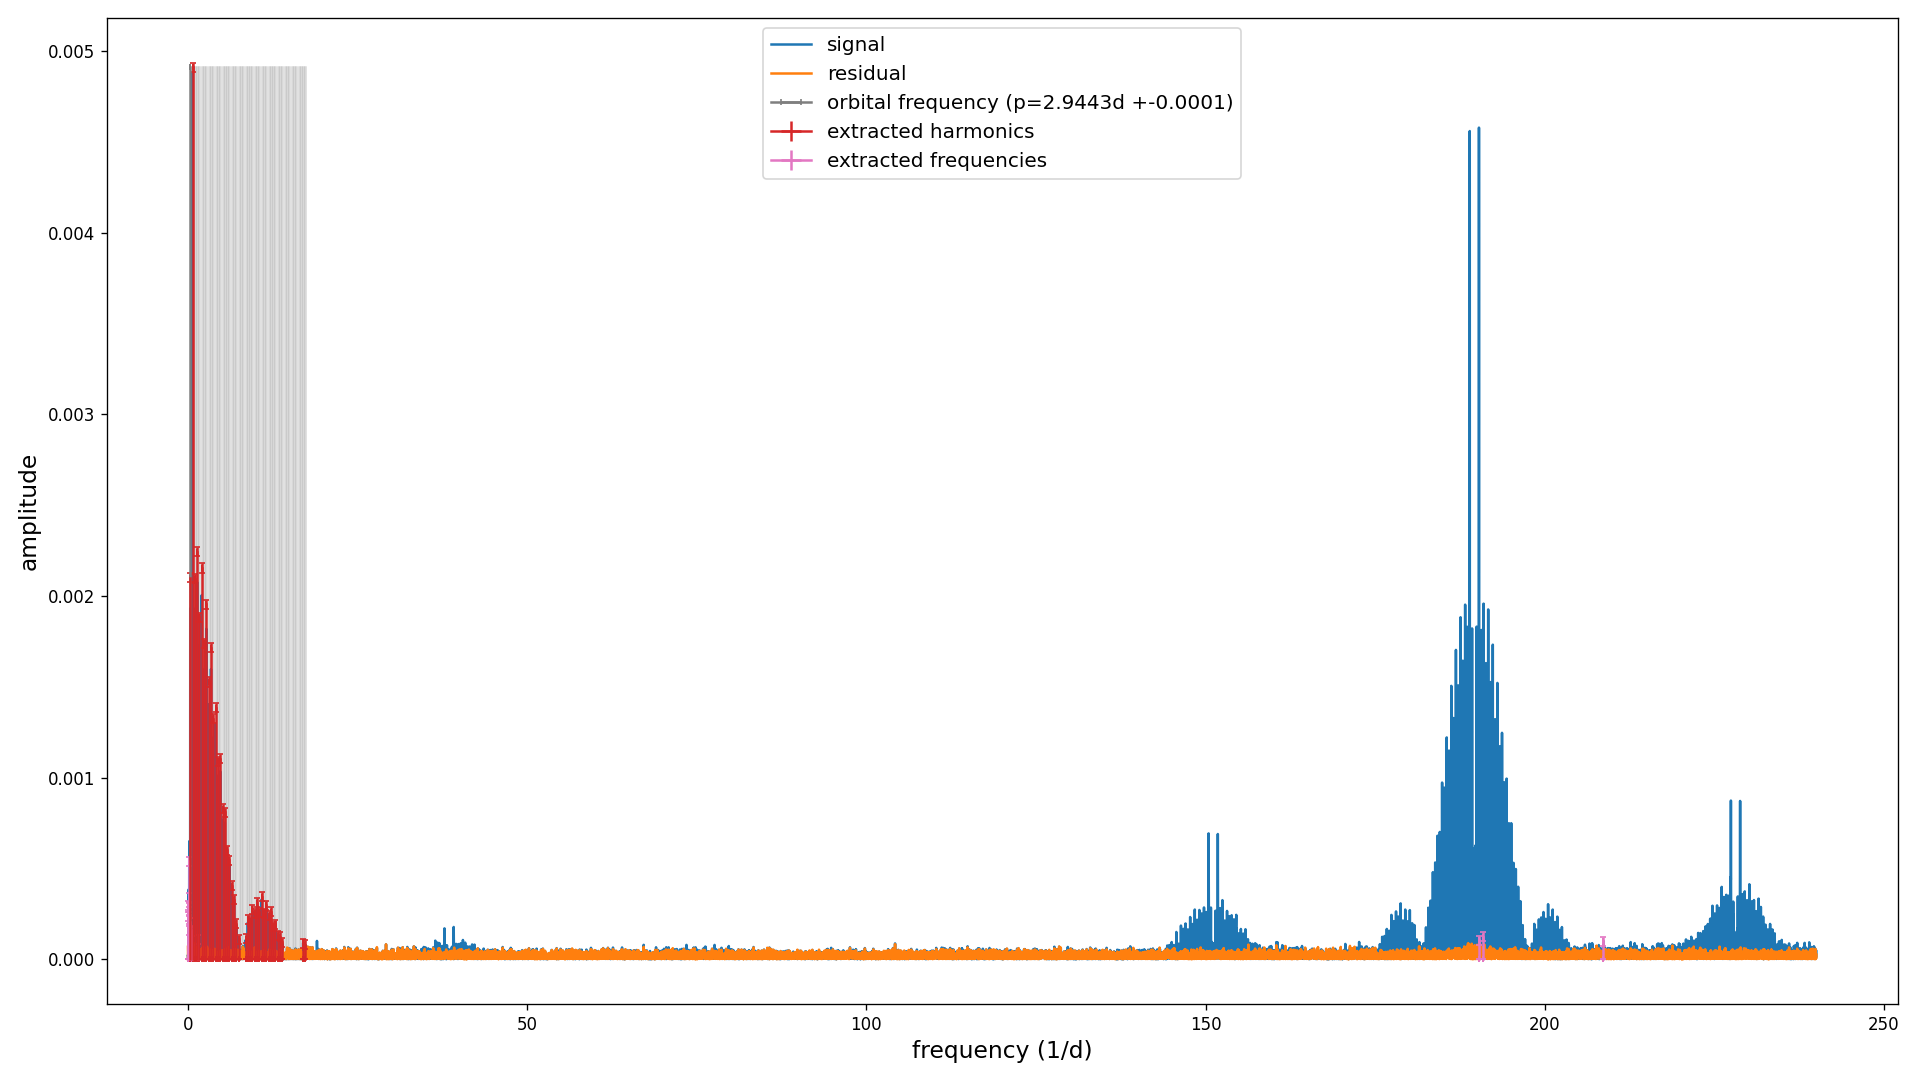 signal
residual
orbital frequency (p=2.9443d +-0.0001)
extracted harmonics
extracted frequencies
0.005
0.004
0.003
0.002
0.001
0.000
amplitude
0 50 100 150 200 250
frequency (1/d)